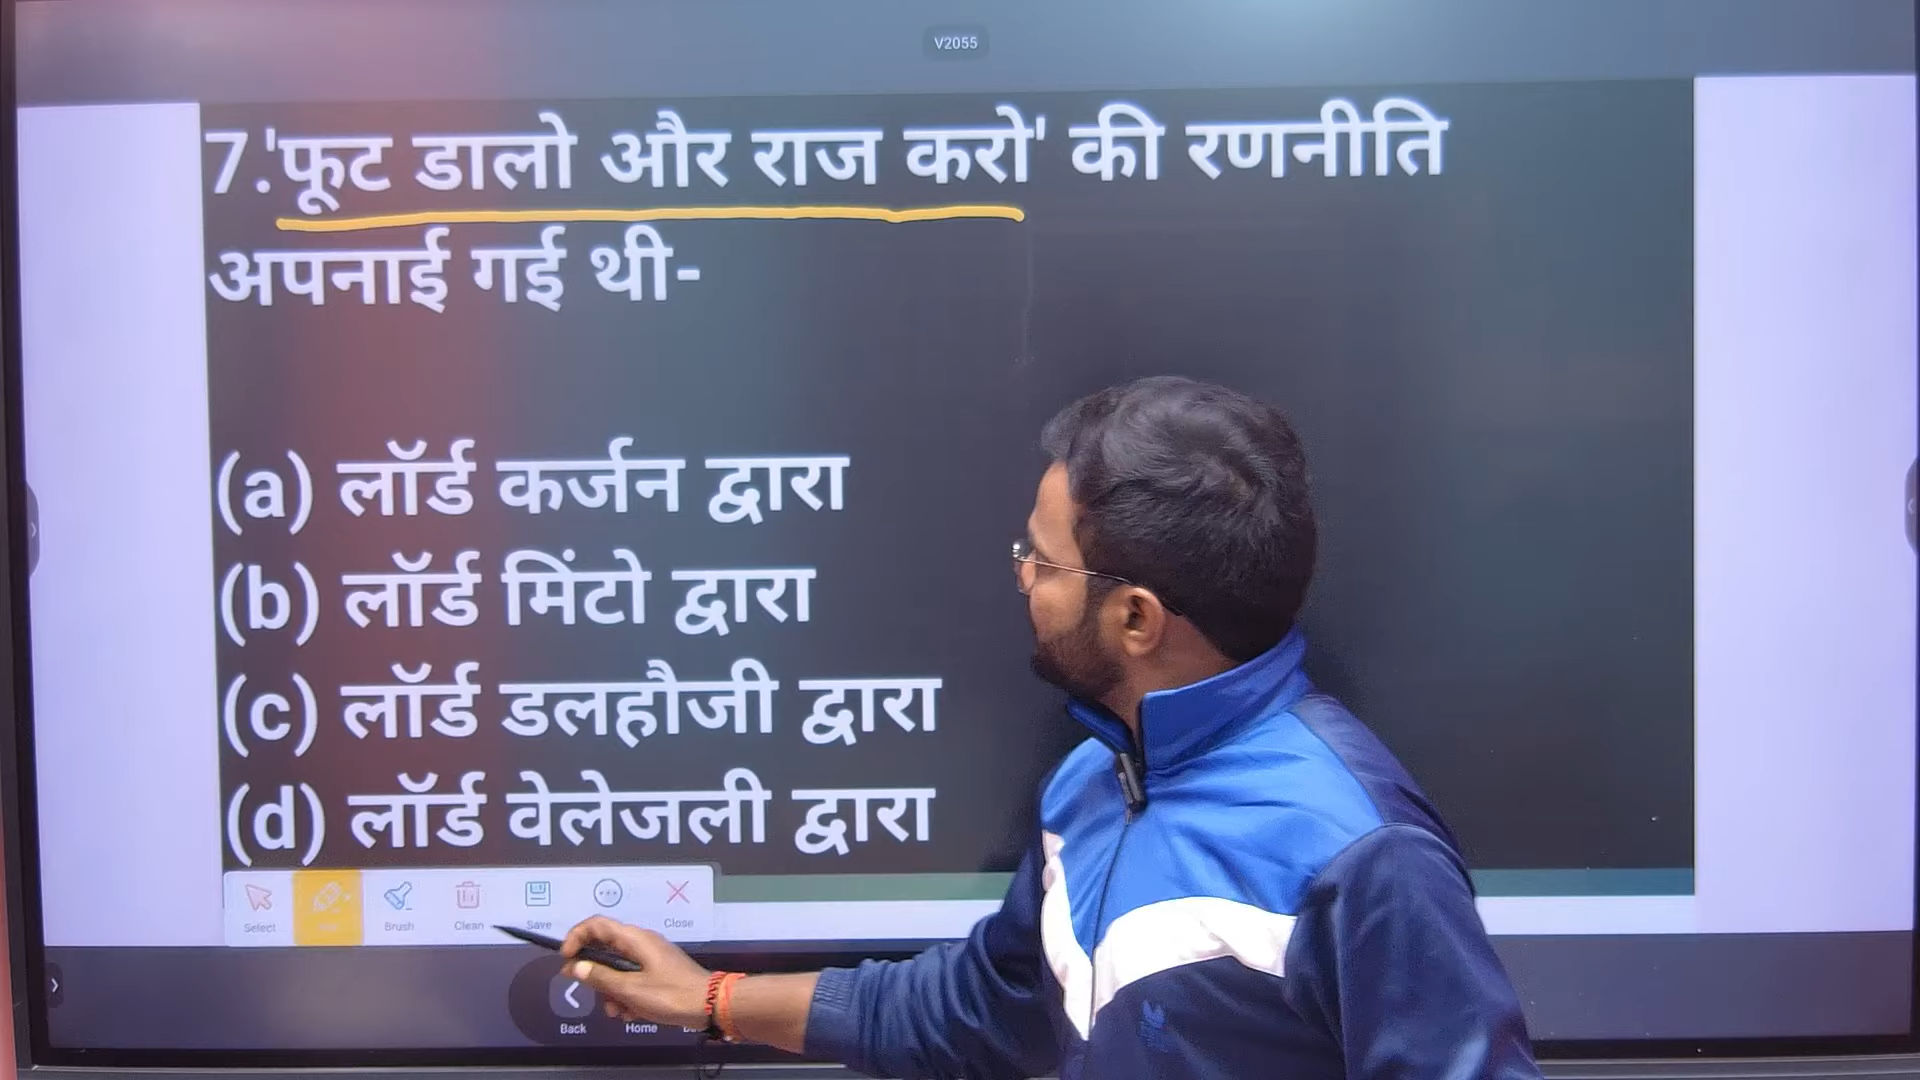 V2055
7.'फूट डालो और राज करो' की रणनीति
अपनाई गई थी-
(a) लॉर्ड कर्जन द्वारा
(b) लॉर्ड मिंटो द्वारा
(c) लॉर्ड डलहौजी द्वारा
(d) लॉर्ड वेलेजली द्वारा
Select Brush Clean Save Close
Back Home